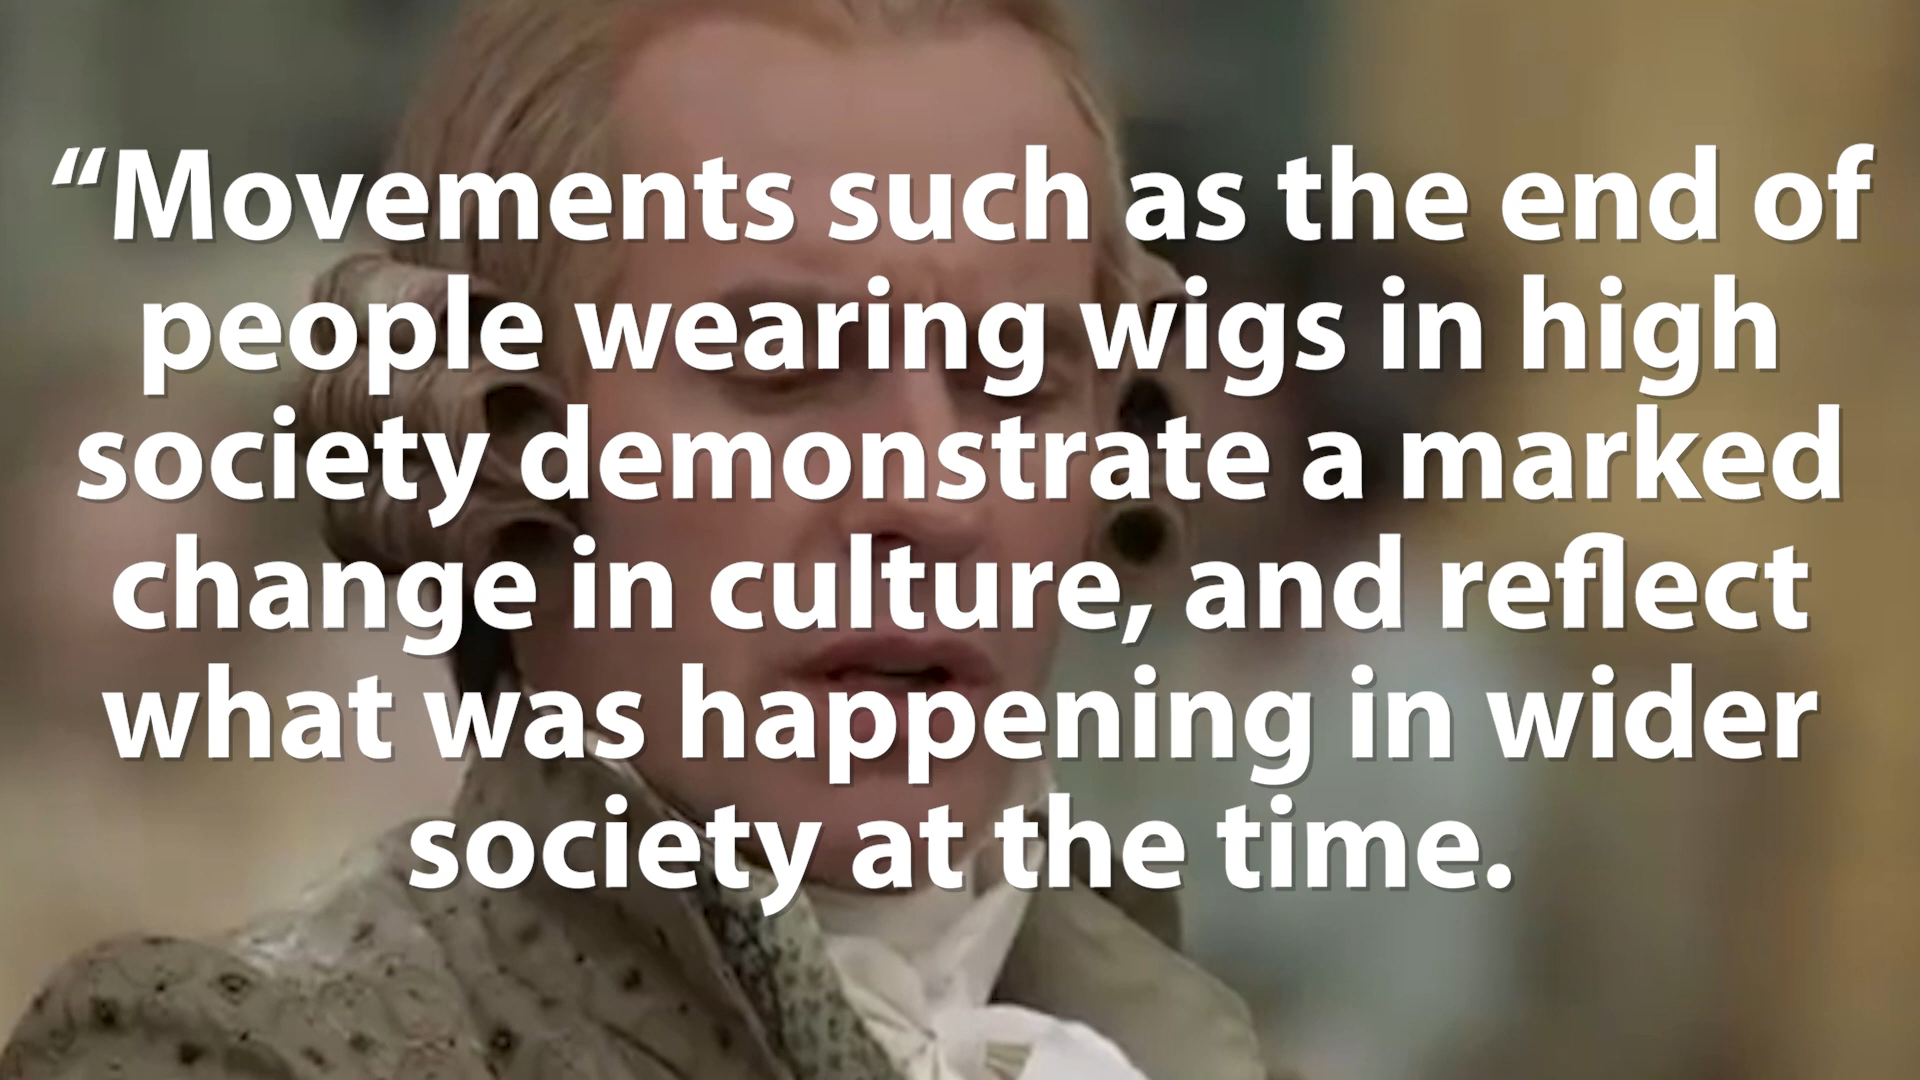 “Movements such as the end of
people wearing wigs in high
society demonstrate a marked
change in culture, and reflect
what was happening in wider
society at the time.